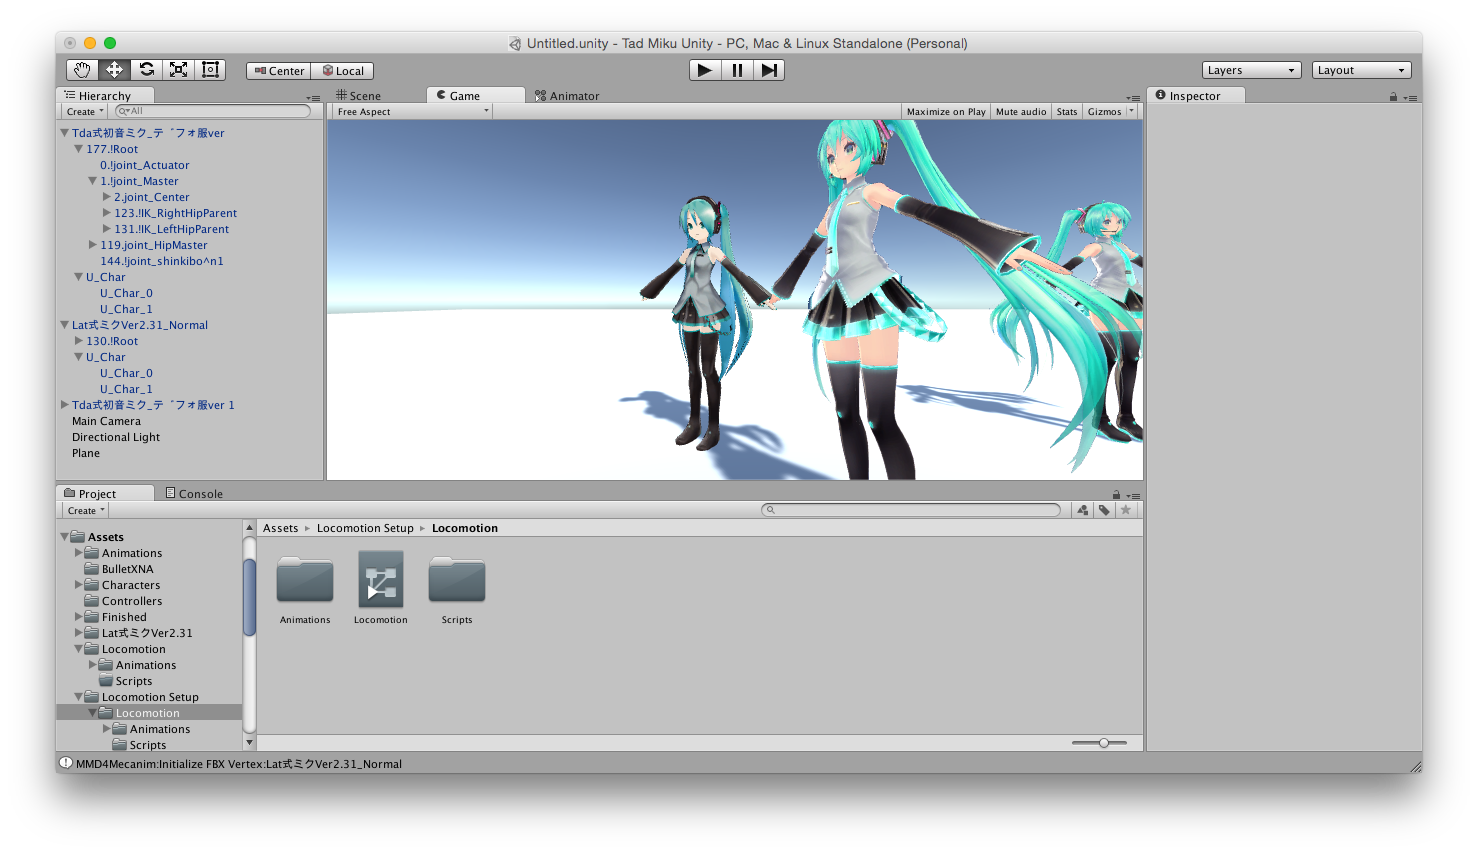 Untitled.unity - Tad Miku Unity - PC, Mac & Linux Standalone (Personal)
Center Local Layers Layout
Hierarchy
Create All
Tda式初音ミク_デフォ服ver
177.!Root
0.!joint_Actuator
1.!joint_Master
2.joint_Center
123.!IK_RightHipParent
131.!IK_LeftHipParent
119.joint_HipMaster
144.!joint_shinkibo^n1
U_Char
U_Char_0
U_Char_1
Lat式ミクVer2.31_Normal
130.!Root
U_Char
U_Char_0
U_Char_1
Tda式初音ミク_デフォ服ver 1
Main Camera
Directional Light
Plane
Scene Game Animator
Free Aspect Maximize on Play Mute audio Stats Gizmos
Inspector
Project Console
Create
Assets
Animations
BulletXNA
Characters
Controllers
Finished
Lat式ミクVer2.31
Locomotion
Animations
Scripts
Locomotion Setup
Locomotion
Animations
Scripts
Assets Locomotion Setup Locomotion
Animations Locomotion Scripts
MMD4Mecanim:Initialize FBX Vertex:Lat式ミクVer2.31_Normal